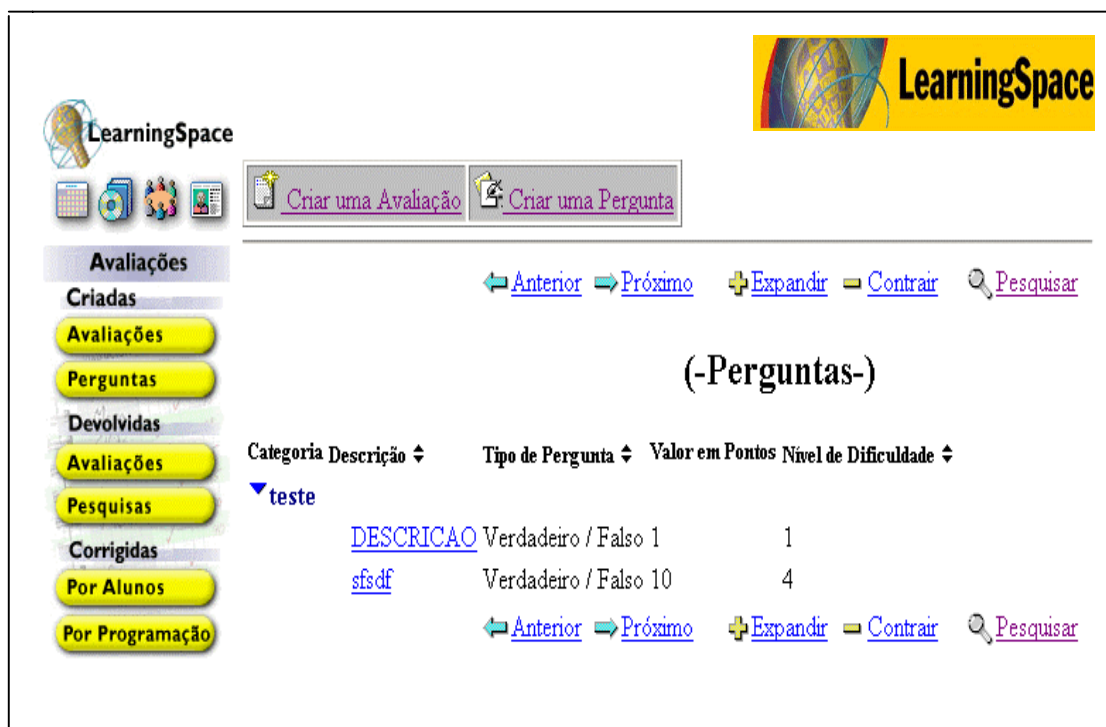 LearningSpace
LearningSpace
Criar uma Avaliação Criar uma Pergunta
Avaliações
Criadas
Avaliações
Perguntas
Devolvidas
Avaliações
Pesquisas
Corrigidas
Por Alunos
Por Programação
Anterior Próximo Expandir Contrair Pesquisar
(-Perguntas-)
Categoria Descrição Tipo de Pergunta Valor em Pontos Nível de Dificuldade
teste
DESCRICAO Verdadeiro / Falso 1 1
sfsdf Verdadeiro / Falso 10 4
Anterior Próximo Expandir Contrair Pesquisar